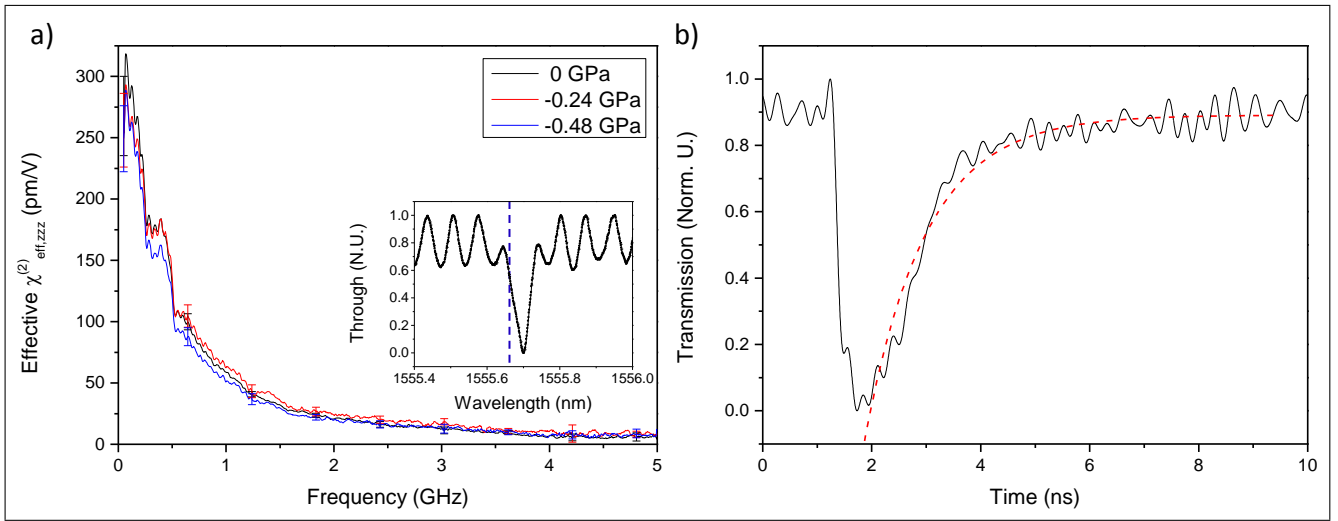 a)
Effective χ(2)eff,zzz (pm/V)
300
250
200
150
100
50
0
0 1 2 3 4 5
Frequency (GHz)
0 GPa
-0.24 GPa
-0.48 GPa
Through (N.U.)
1.0
0.8
0.6
0.4
0.2
0.0
1555.4 1555.6 1555.8 1556.0
Wavelength (nm)
b)
Transmission (Norm. U.)
1.0
0.8
0.6
0.4
0.2
0.0
0 2 4 6 8 10
Time (ns)